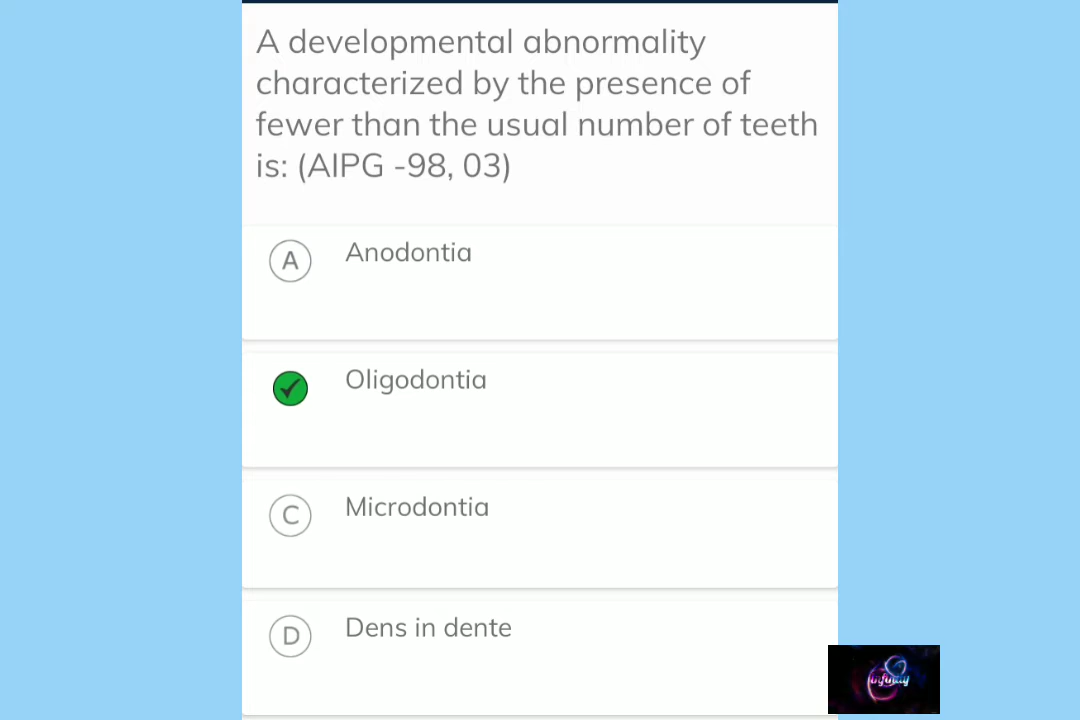 A developmental abnormality
characterized by the presence of
fewer than the usual number of teeth
is: (AIPG -98, 03)
A Anodontia
Oligodontia
C Microdontia
D Dens in dente
infinity